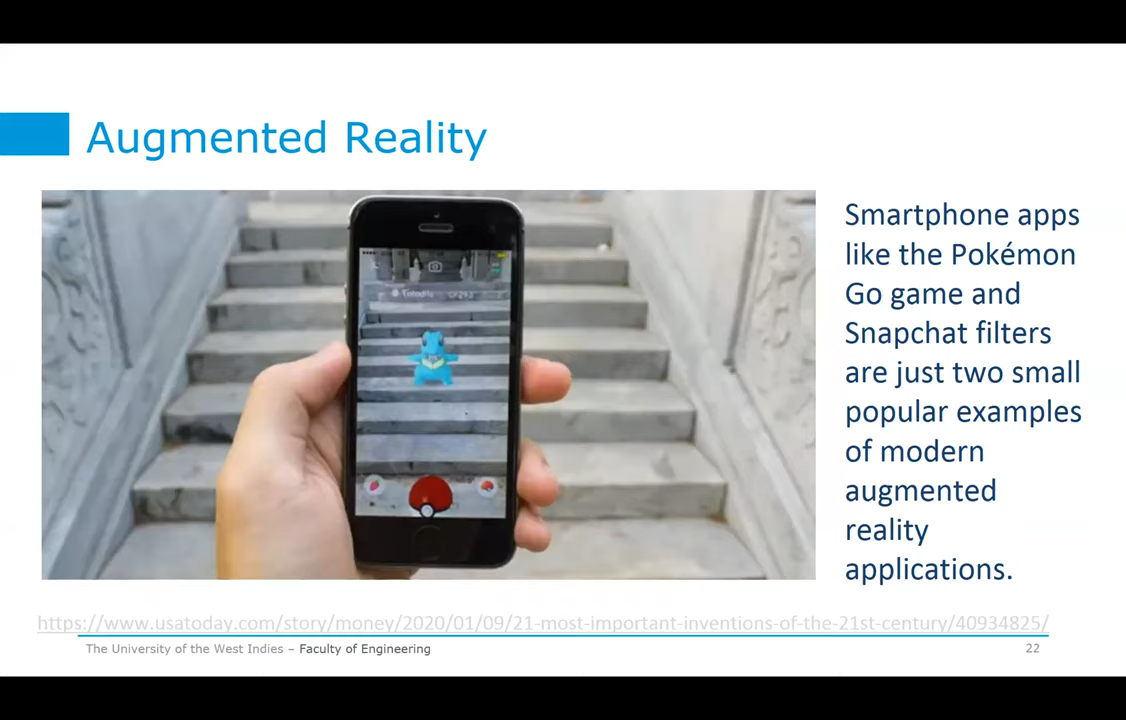 Augmented Reality
Smartphone apps
like the Pokémon
Go game and
Snapchat filters
are just two small
popular examples
of modern
augmented
reality
applications.
https://www.usatoday.com/story/money/2020/01/09/21-most-important-inventions-of-the-21st-century/40934825/
The University of the West Indies – Faculty of Engineering
22